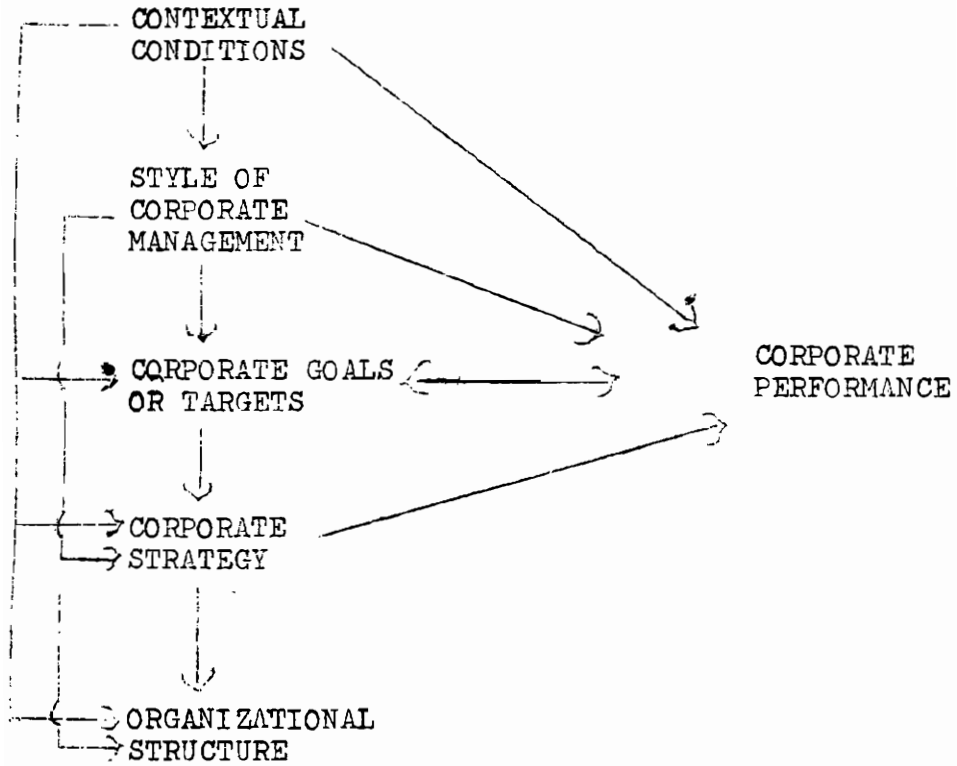 CONTEXTUAL
CONDITIONS
STYLE OF
CORPORATE
MANAGEMENT
CORPORATE GOALS
OR TARGETS
CORPORATE
PERFORMANCE
CORPORATE
STRATEGY
ORGANIZATIONAL
STRUCTURE